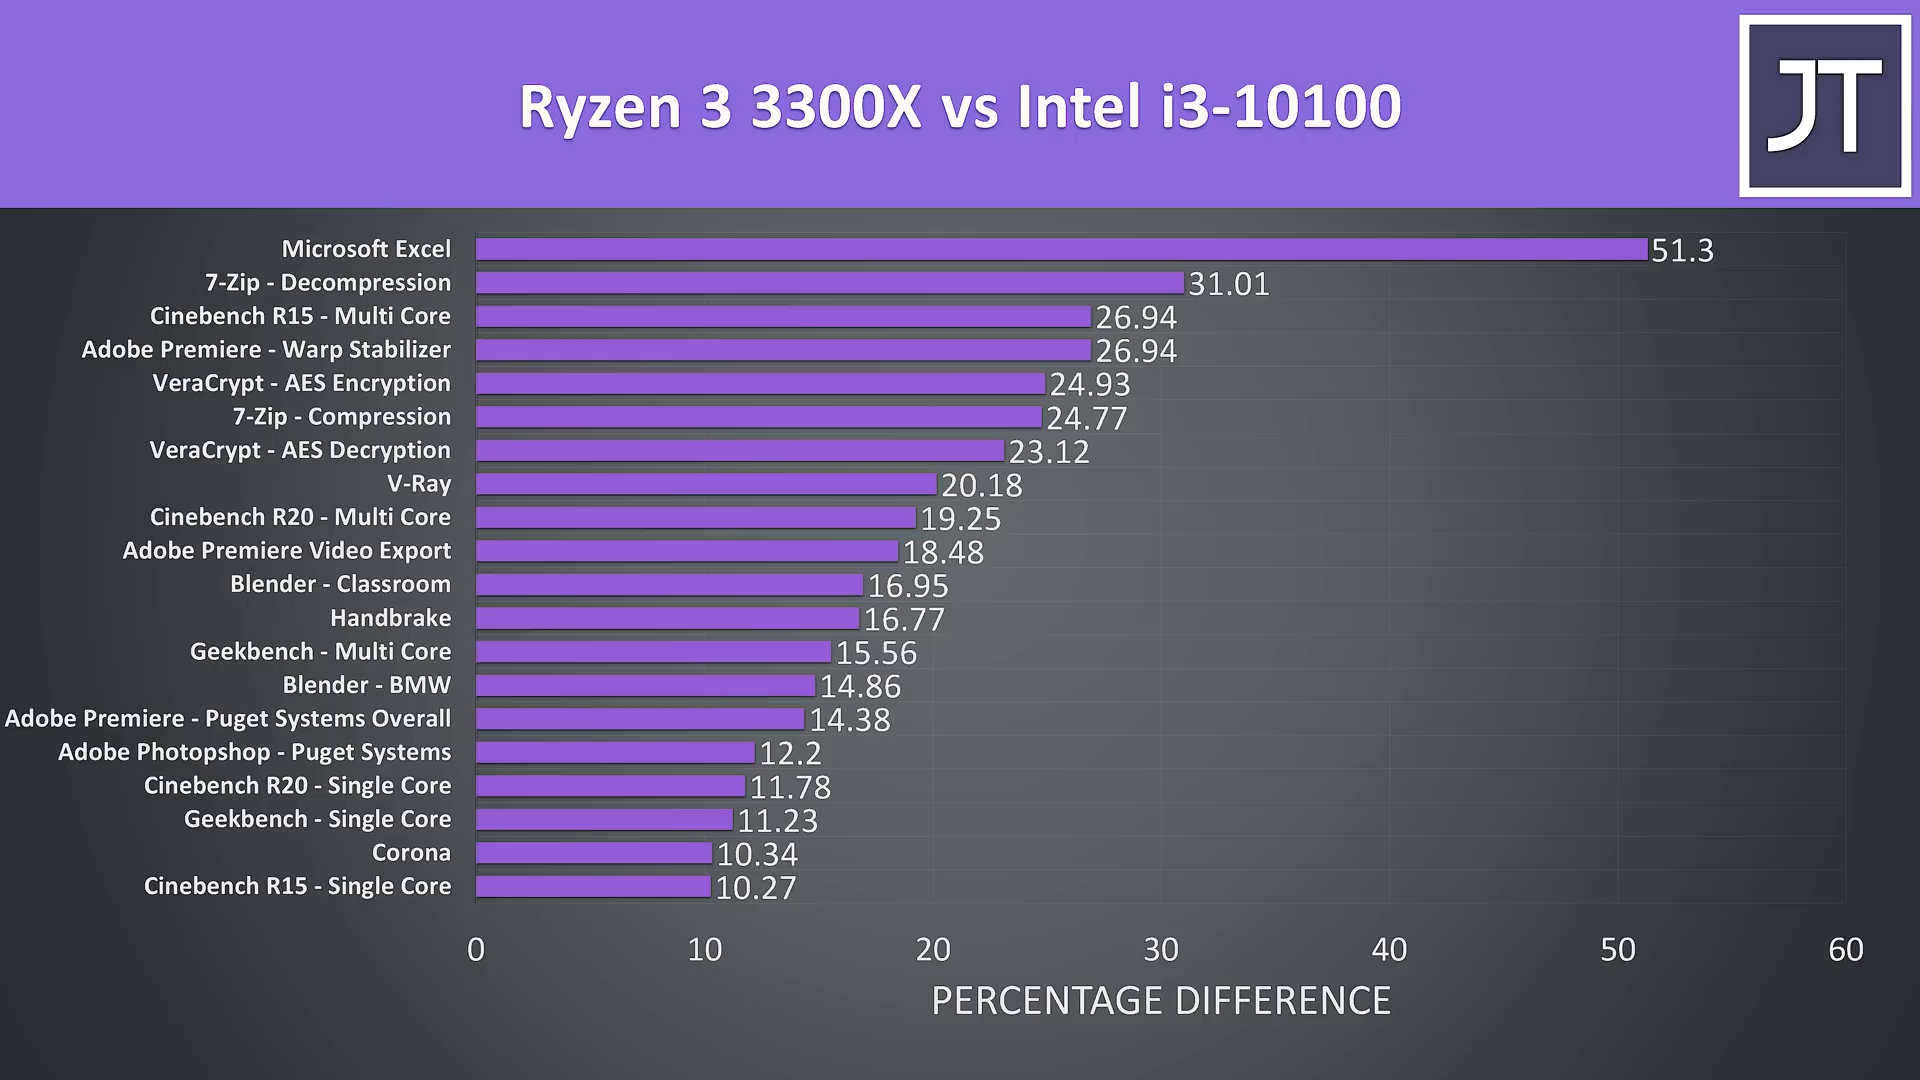 Ryzen 3 3300X vs Intel i3-10100
JT
Microsoft Excel 51.3
7-Zip - Decompression 31.01
Cinebench R15 - Multi Core 26.94
Adobe Premiere - Warp Stabilizer 26.94
VeraCrypt - AES Encryption 24.93
7-Zip - Compression 24.77
VeraCrypt - AES Decryption 23.12
V-Ray 20.18
Cinebench R20 - Multi Core 19.25
Adobe Premiere Video Export 18.48
Blender - Classroom 16.95
Handbrake 16.77
Geekbench - Multi Core 15.56
Blender - BMW 14.86
Adobe Premiere - Puget Systems Overall 14.38
Adobe Photopshop - Puget Systems 12.2
Cinebench R20 - Single Core 11.78
Geekbench - Single Core 11.23
Corona 10.34
Cinebench R15 - Single Core 10.27
0 10 20 30 40 50 60
PERCENTAGE DIFFERENCE